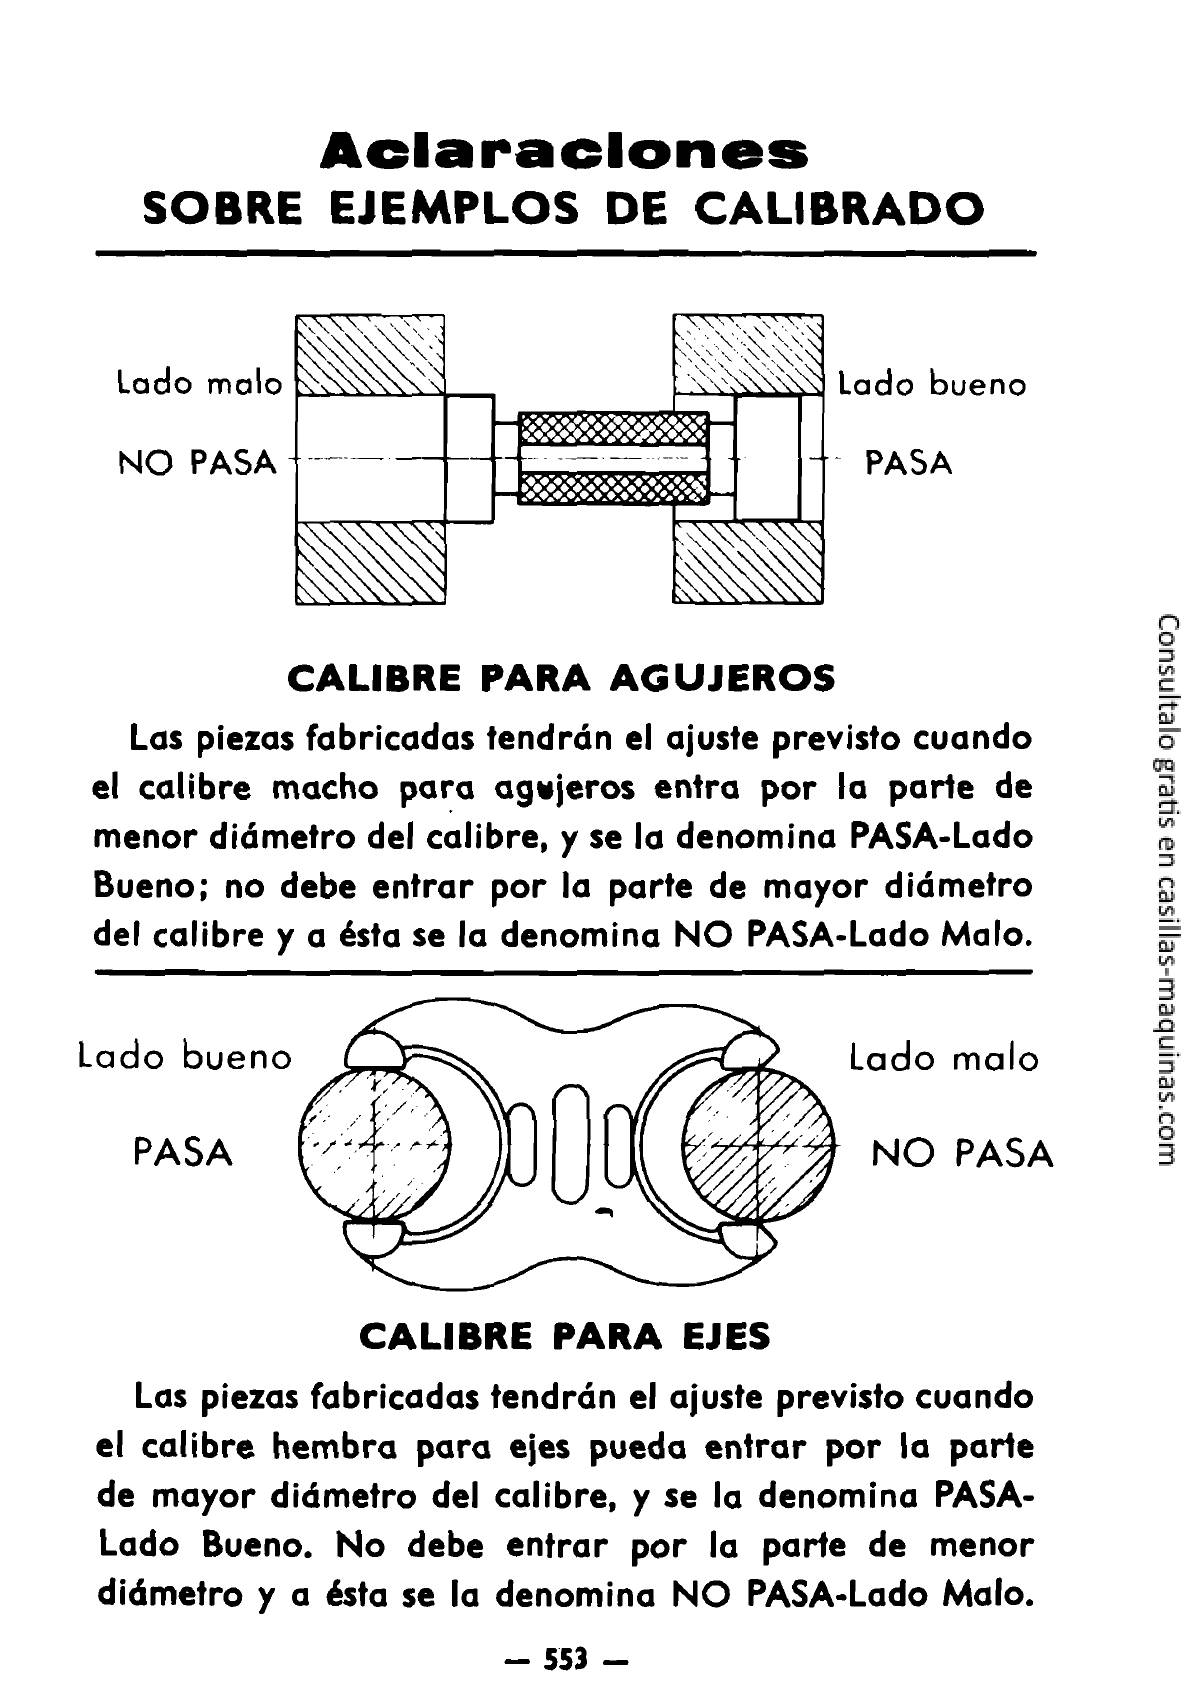 Aclaraciones
SOBRE EJEMPLOS DE CALIBRADO
Lado malo
Lado bueno
NO PASA
PASA
CALIBRE PARA AGUJEROS
Las piezas fabricadas tendrán el ajuste previsto cuando
el calibre macho para agujeros entra por la parte de
menor diámetro del calibre, y se la denomina PASA-Lado
Bueno; no debe entrar por la parte de mayor diámetro
del calibre y a ésta se la denomina NO PASA-Lado Malo.
Lado bueno
Lado malo
PASA
NO PASA
CALIBRE PARA EJES
Las piezas fabricadas tendrán el ajuste previsto cuando
el calibre hembra para ejes pueda entrar por la parte
de mayor diámetro del calibre, y se la denomina PASA-
Lado Bueno. No debe entrar por la parte de menor
diámetro y a ésta se la denomina NO PASA-Lado Malo.
— 553 —
Consultalo gratis en casillas-maquinas.com